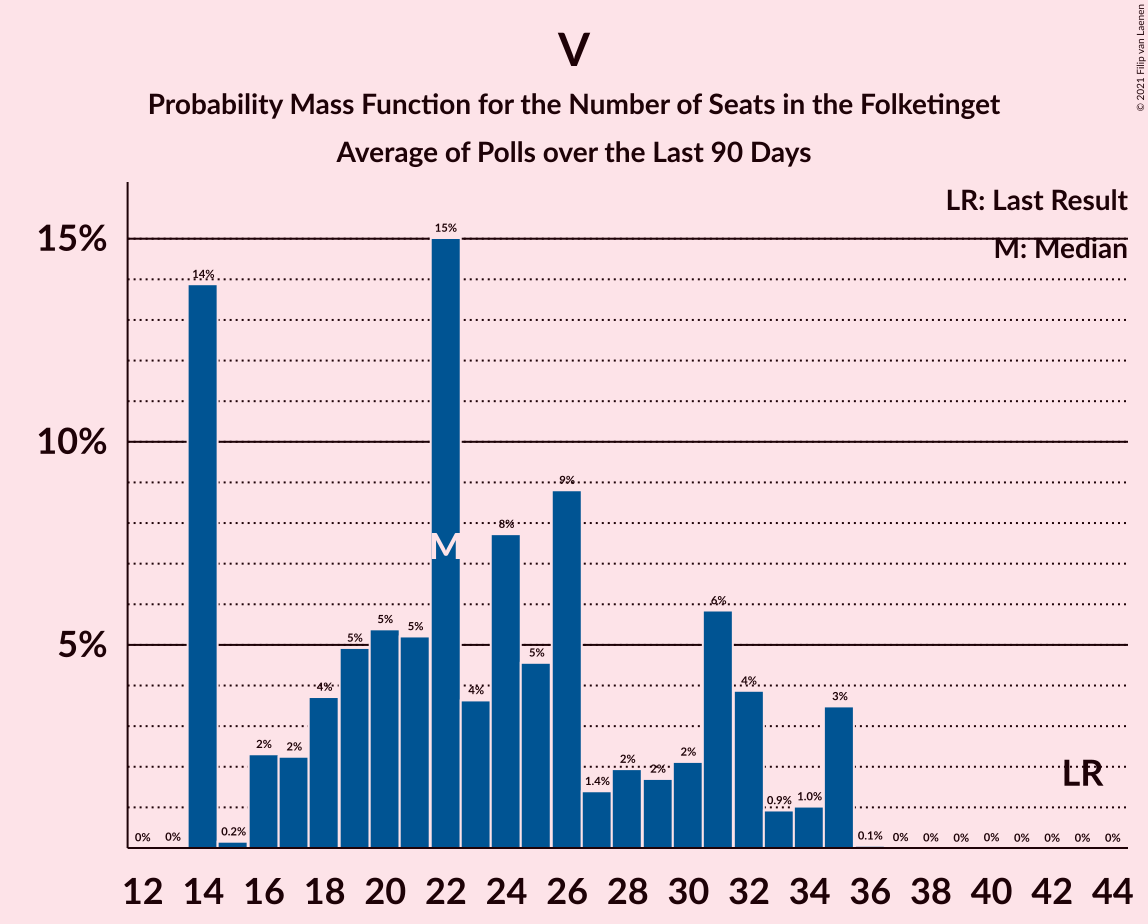 V
Probability Mass Function for the Number of Seats in the Folketinget
Average of Polls over the Last 90 Days
© 2021 Filip van Laenen
LR: Last Result
M: Median
15%
10%
5%
0% 0% 14% 0.2% 2% 2% 4% 5% 5% 5% 15% 4% 8% 5% 9% 1.4% 2% 2% 2% 6% 4% 0.9% 1.0% 3% 0.1% 0% 0% 0% 0% 0% 0% 0% 0%
M
LR
12 14 16 18 20 22 24 26 28 30 32 34 36 38 40 42 44